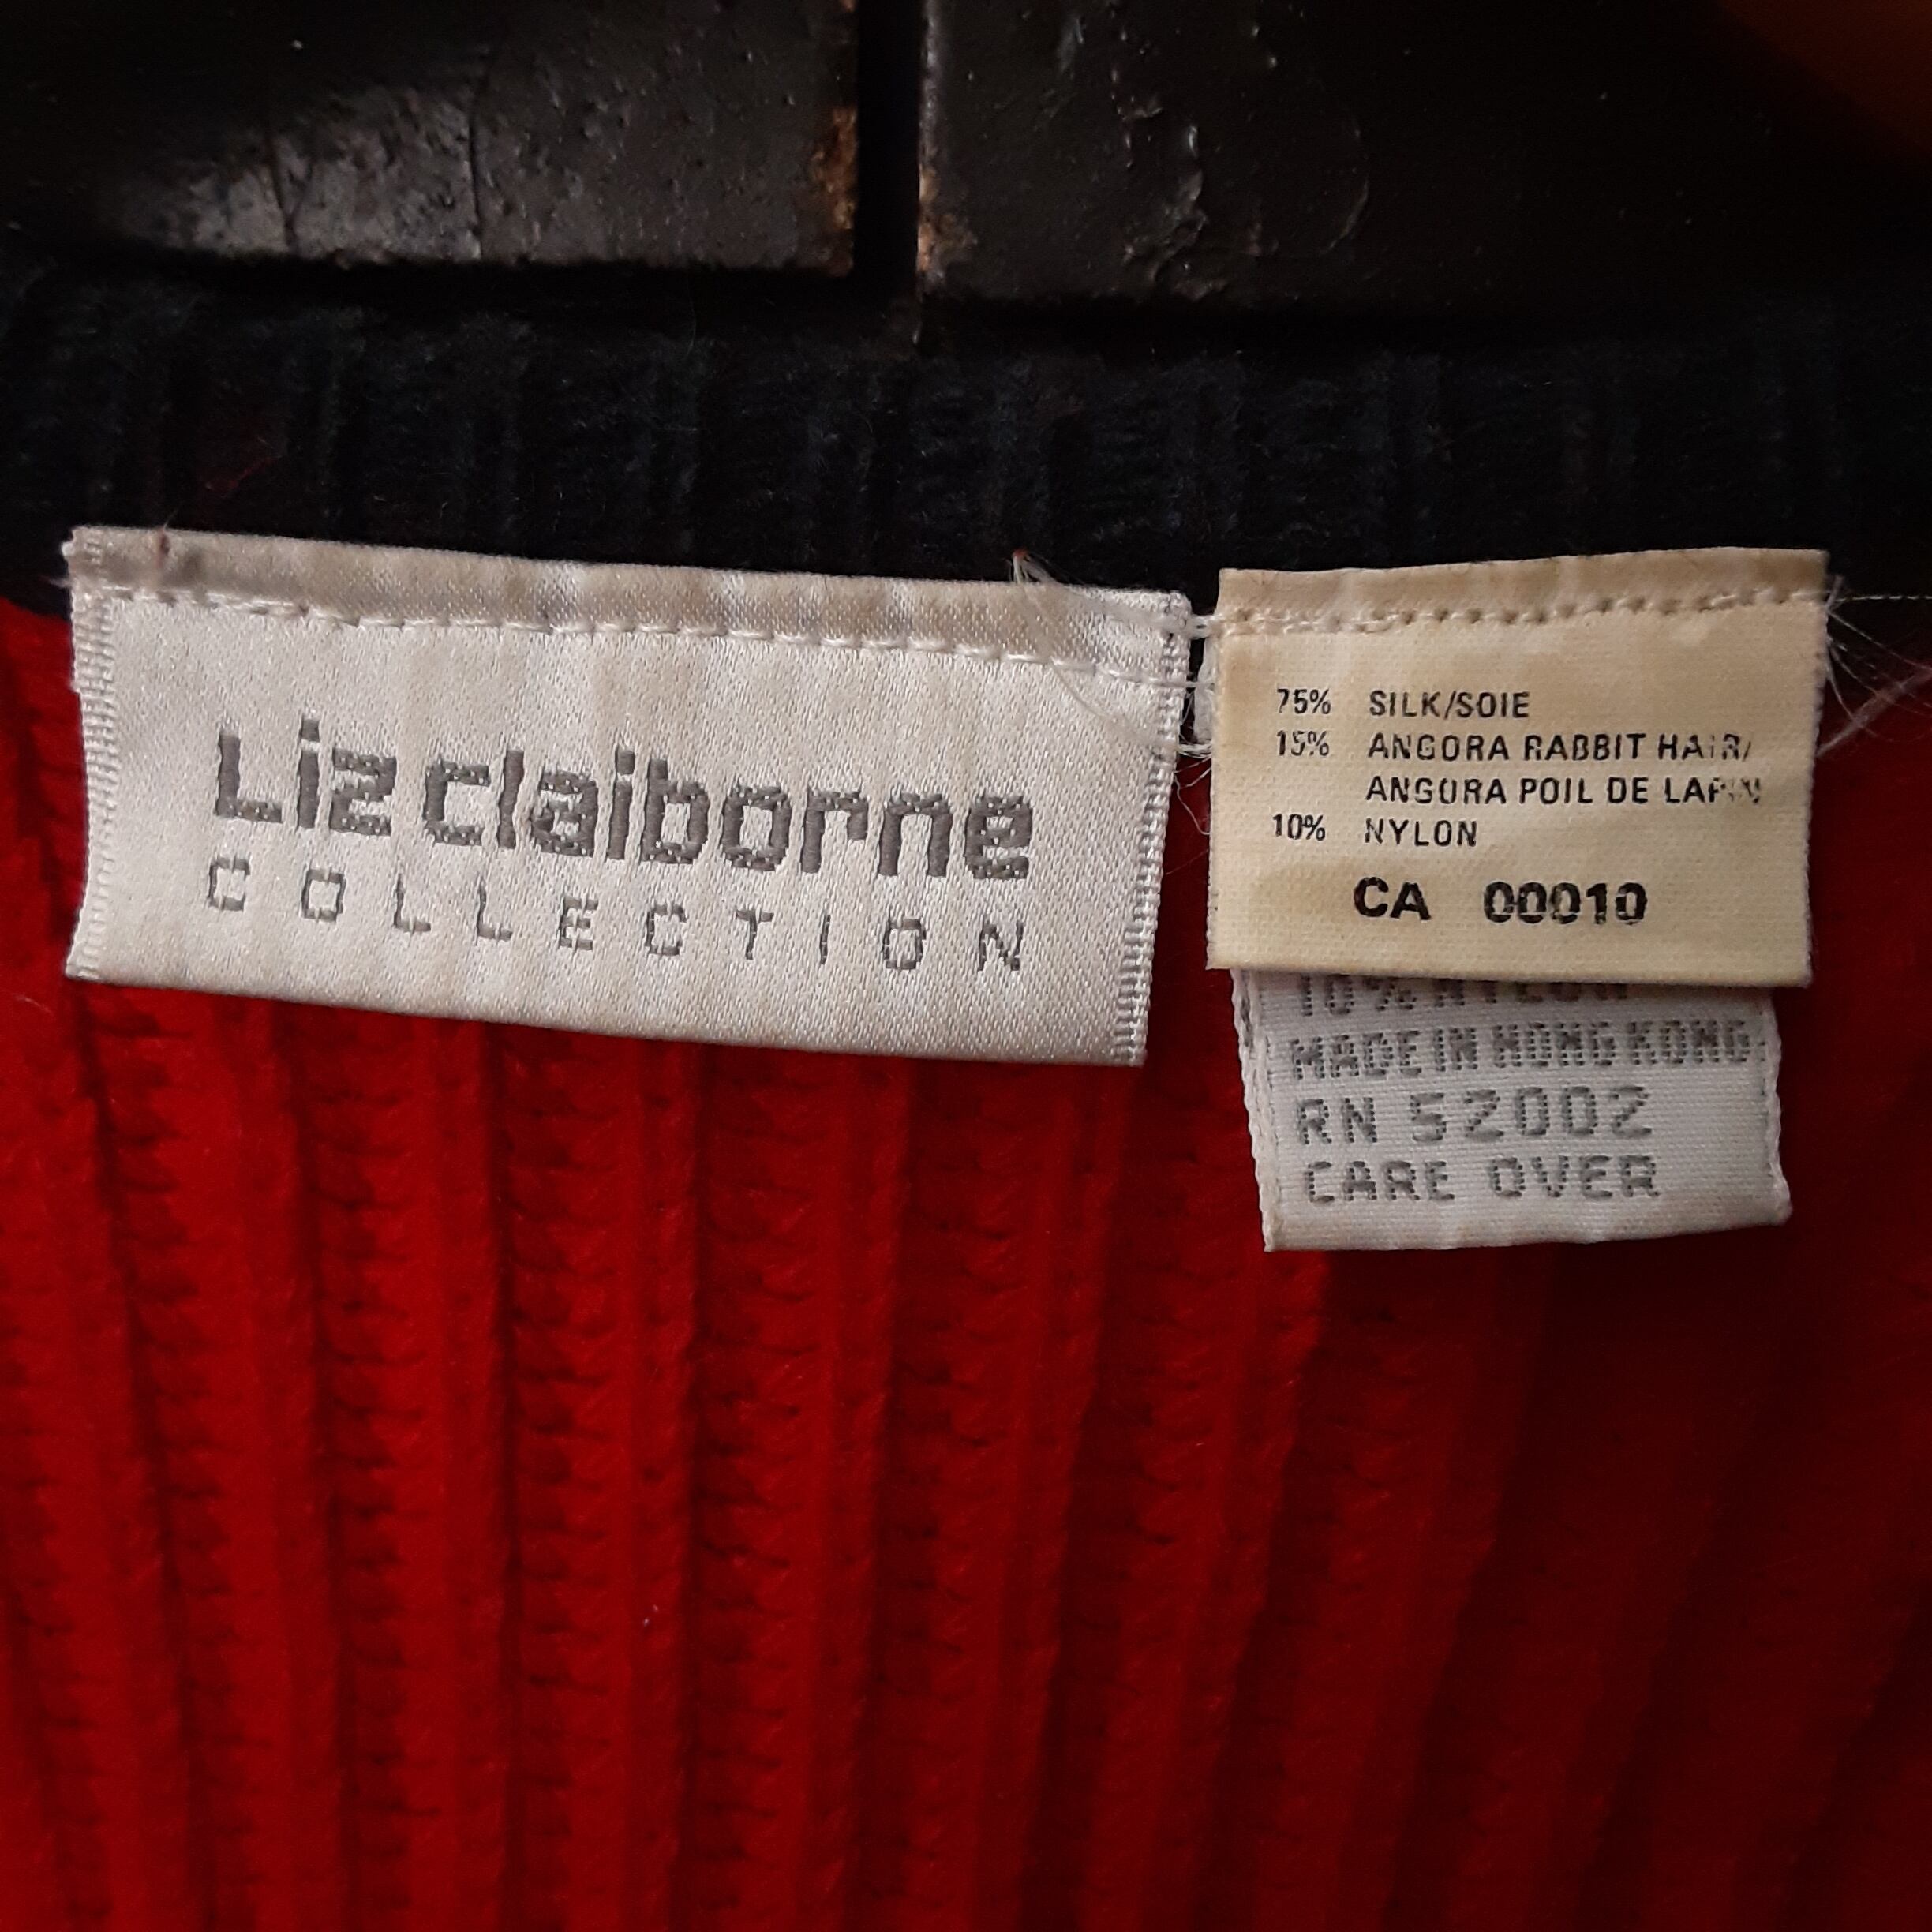 Liz claiborne
COLLECTION
75% SILK/SOIE
15% ANGORA RABBIT HAIR/
ANGORA POIL DE LAPIN
10% NYLON
CA 00010
10%
MADE IN HONG KONG
RN 52002
CARE OVER